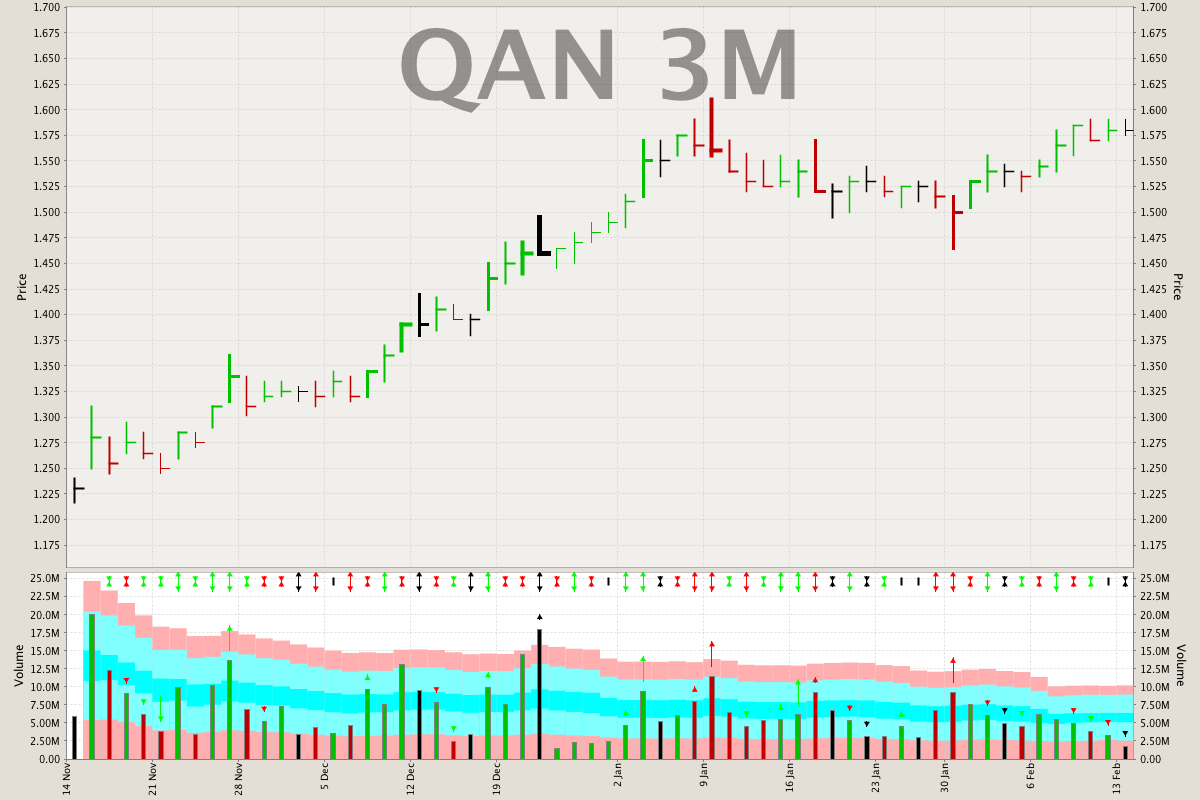 QAN 3M
1.700 1.700
1.675 1.675
1.650 1.650
1.625 1.625
1.600 1.600
1.575 1.575
1.550 1.550
1.525 1.525
1.500 1.500
1.475 1.475
1.450 1.450
1.425 1.425
1.400 1.400
1.375 1.375
1.350 1.350
1.325 1.325
1.300 1.300
1.275 1.275
1.250 1.250
1.225 1.225
1.200 1.200
1.175 1.175
Price Price
25.0M 25.0M
22.5M 22.5M
20.0M 20.0M
17.5M 17.5M
15.0M 15.0M
12.5M 12.5M
10.0M 10.0M
7.50M 7.50M
5.00M 5.00M
2.50M 2.50M
0.00 0.00
Volume Volume
14 Nov 21 Nov 28 Nov 5 Dec 12 Dec 19 Dec 2 Jan 9 Jan 16 Jan 23 Jan 30 Jan 6 Feb 13 Feb